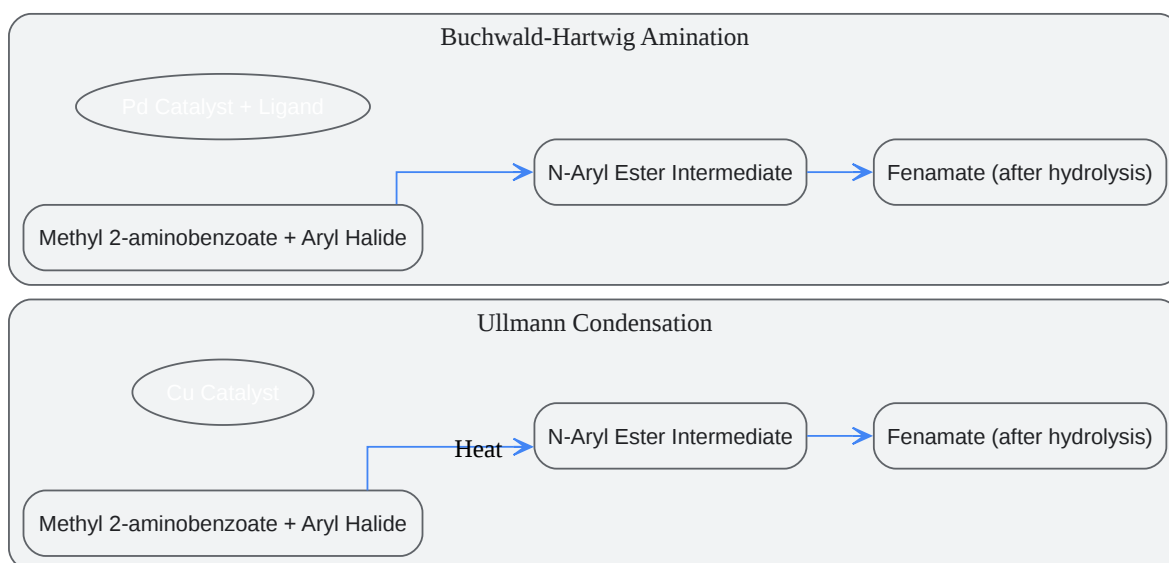 Buchwald-Hartwig Amination
Pd Catalyst + Ligand
N-Aryl Ester Intermediate
Fenamate (after hydrolysis)
Methyl 2-aminobenzoate + Aryl Halide
Ullmann Condensation
Cu Catalyst
Heat
N-Aryl Ester Intermediate
Fenamate (after hydrolysis)
Methyl 2-aminobenzoate + Aryl Halide